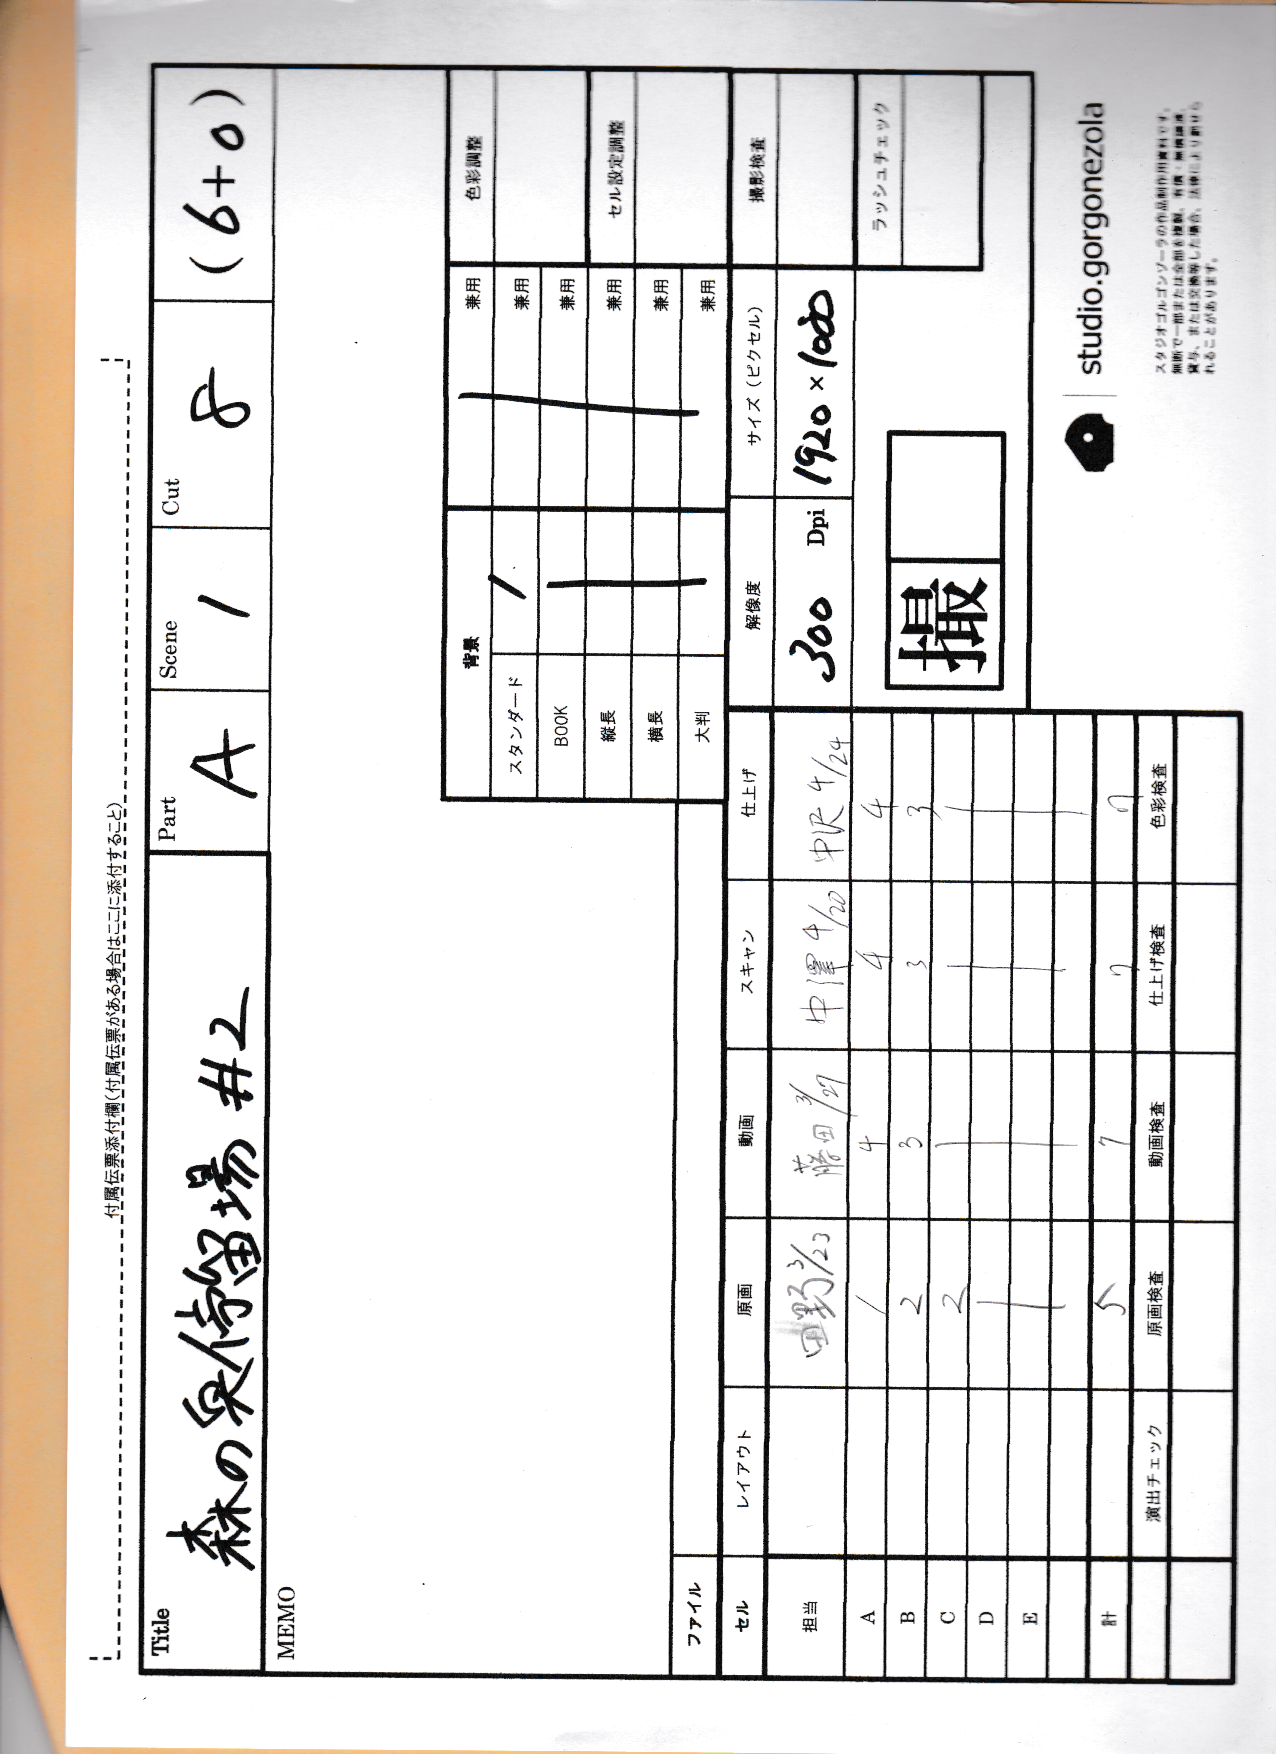 付属伝票添付欄(付属伝票がある場合はここに添付すること)
Title 森の泉停留場 #2
Part A
Scene 1
Cut 8
(6+0)
MEMO
背景 兼用
スタンダード 1 兼用
BOOK 兼用
縦長 兼用
横長 兼用
大判 兼用
色彩調整
セル設定調整
撮影検査
ラッシュチェック
解像度 サイズ(ピクセル)
300 Dpi 1920×1080
撮
ファイル
セル レイアウト 原画 動画 スキャン 仕上げ
担当 田野 3/23 藤田 3/27 中澤 4/20 中沢 4/24
A 1 4 4 4
B 2 3 3 3
C 2
D
E
計 5 7 7 7
演出チェック 原画検査 動画検査 仕上げ検査 色彩検査
studio.gorgonezola
スタジオゴルゴンゾーラの作品制作用資料です。
無断で一部または全部を複製、有償・無償譲渡、
貸与、または交換等した場合、法律により罰せら
れることがあります。